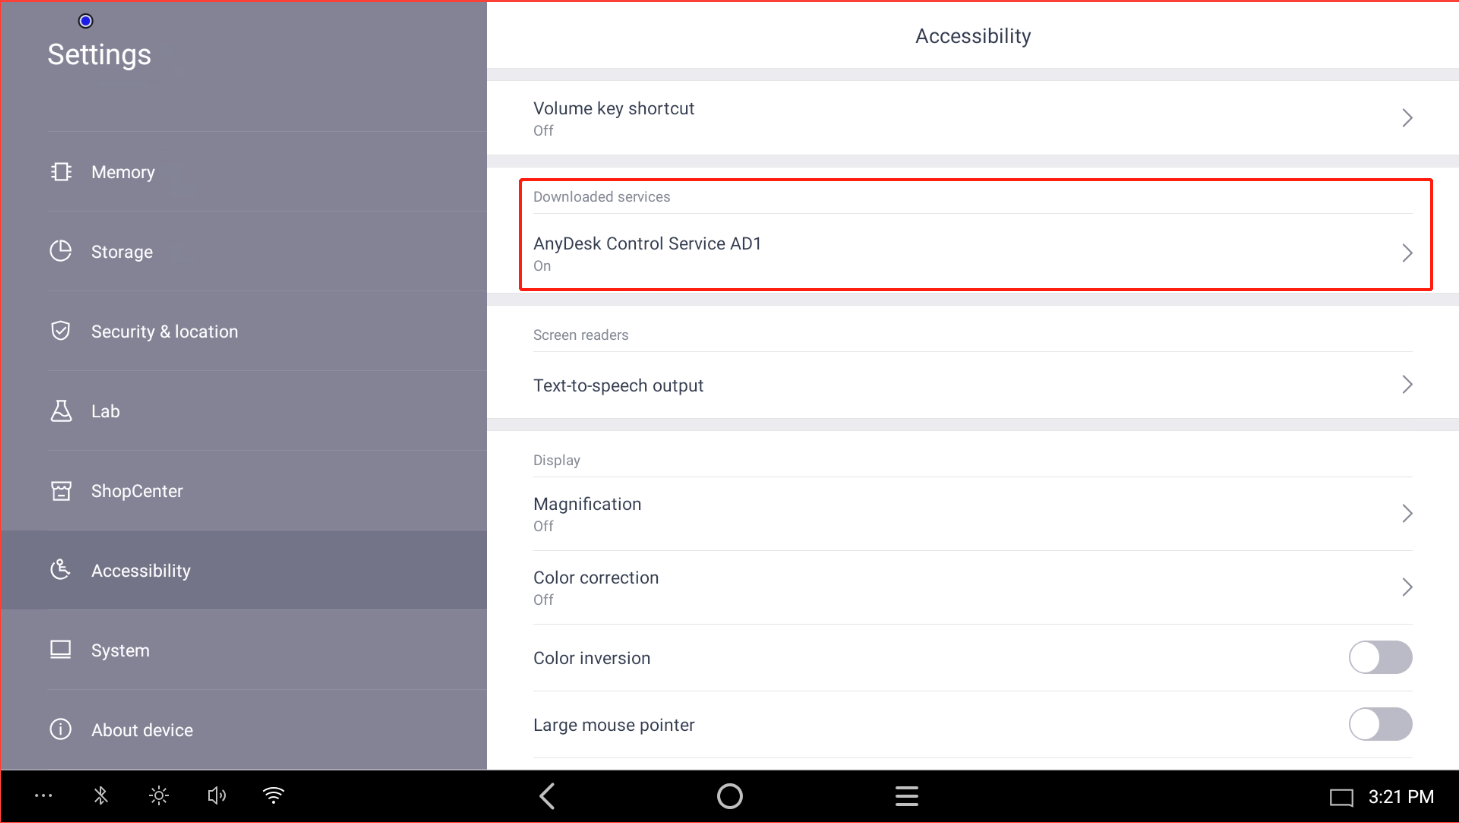 Settings
Memory
Storage
Security & location
Lab
ShopCenter
Accessibility
System
About device
Accessibility
Volume key shortcut
Off
Downloaded services
AnyDesk Control Service AD1
On
Screen readers
Text-to-speech output
Display
Magnification
Off
Color correction
Off
Color inversion
Large mouse pointer
3:21 PM